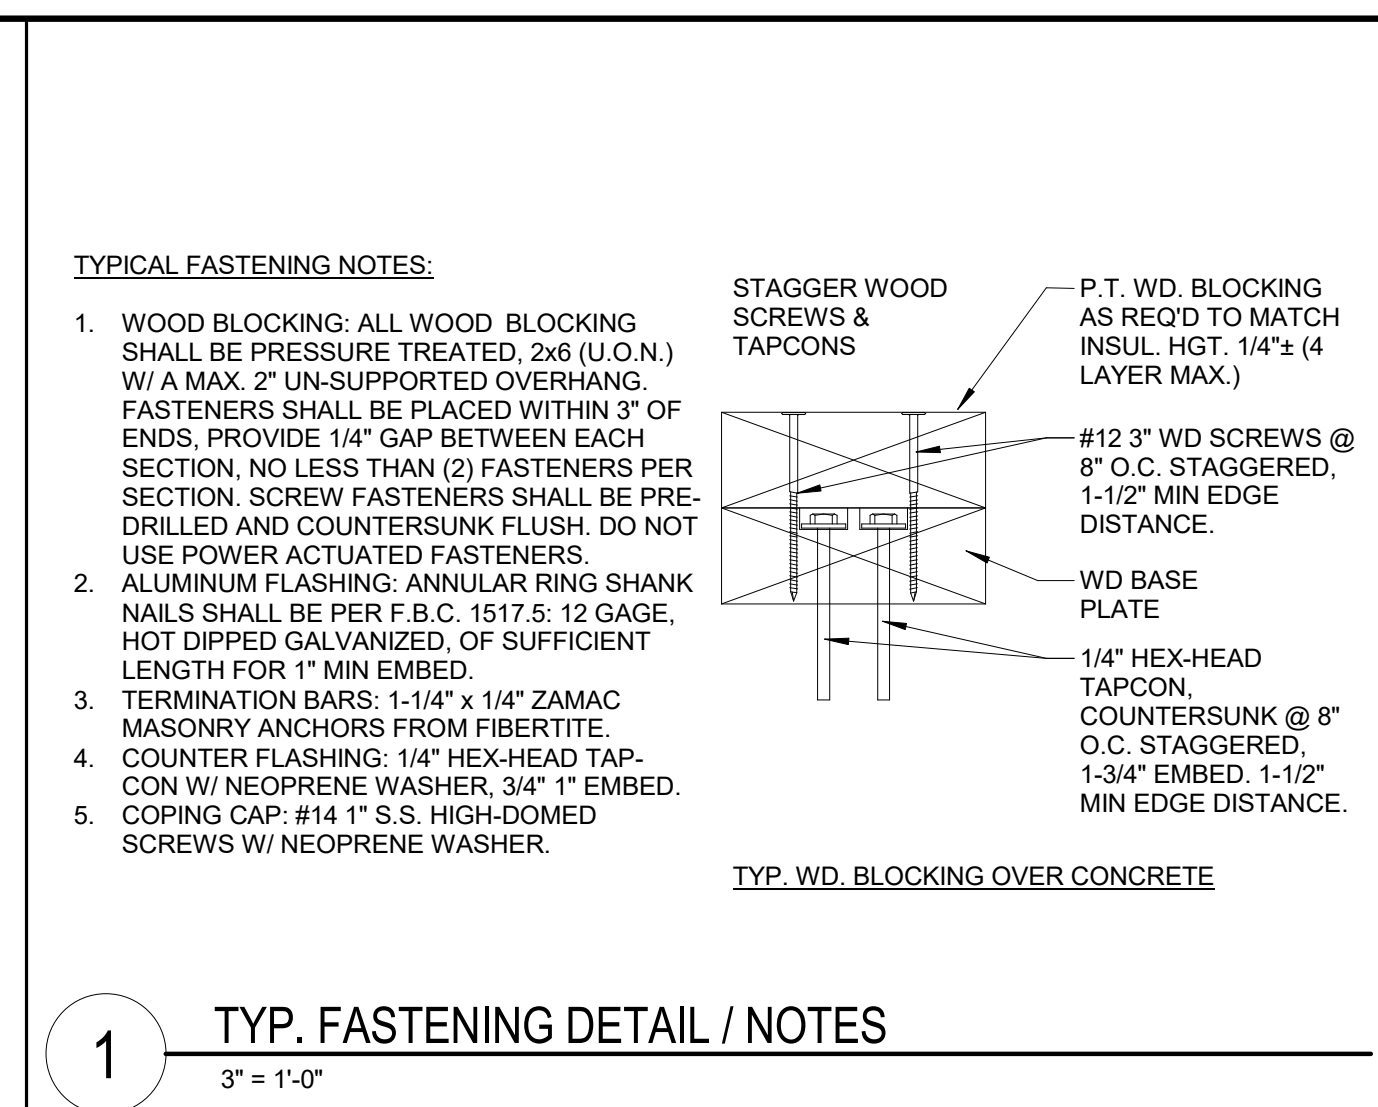 TYPICAL FASTENING NOTES:
1. WOOD BLOCKING: ALL WOOD BLOCKING
SHALL BE PRESSURE TREATED, 2x6 (U.O.N.)
W/ A MAX. 2" UN-SUPPORTED OVERHANG.
FASTENERS SHALL BE PLACED WITHIN 3" OF
ENDS, PROVIDE 1/4" GAP BETWEEN EACH
SECTION, NO LESS THAN (2) FASTENERS PER
SECTION. SCREW FASTENERS SHALL BE PRE-
DRILLED AND COUNTERSUNK FLUSH. DO NOT
USE POWER ACTUATED FASTENERS.
2. ALUMINUM FLASHING: ANNULAR RING SHANK
NAILS SHALL BE PER F.B.C. 1517.5: 12 GAGE,
HOT DIPPED GALVANIZED, OF SUFFICIENT
LENGTH FOR 1" MIN EMBED.
3. TERMINATION BARS: 1-1/4" x 1/4" ZAMAC
MASONRY ANCHORS FROM FIBERTITE.
4. COUNTER FLASHING: 1/4" HEX-HEAD TAP-
CON W/ NEOPRENE WASHER, 3/4" 1" EMBED.
5. COPING CAP: #14 1" S.S. HIGH-DOMED
SCREWS W/ NEOPRENE WASHER.
STAGGER WOOD
SCREWS &
TAPCONS
P.T. WD. BLOCKING
AS REQ'D TO MATCH
INSUL. HGT. 1/4"± (4
LAYER MAX.)
#12 3" WD SCREWS @
8" O.C. STAGGERED,
1-1/2" MIN EDGE
DISTANCE.
WD BASE
PLATE
1/4" HEX-HEAD
TAPCON,
COUNTERSUNK @ 8"
O.C. STAGGERED,
1-3/4" EMBED. 1-1/2"
MIN EDGE DISTANCE.
TYP. WD. BLOCKING OVER CONCRETE
1
TYP. FASTENING DETAIL / NOTES
3" = 1'-0"